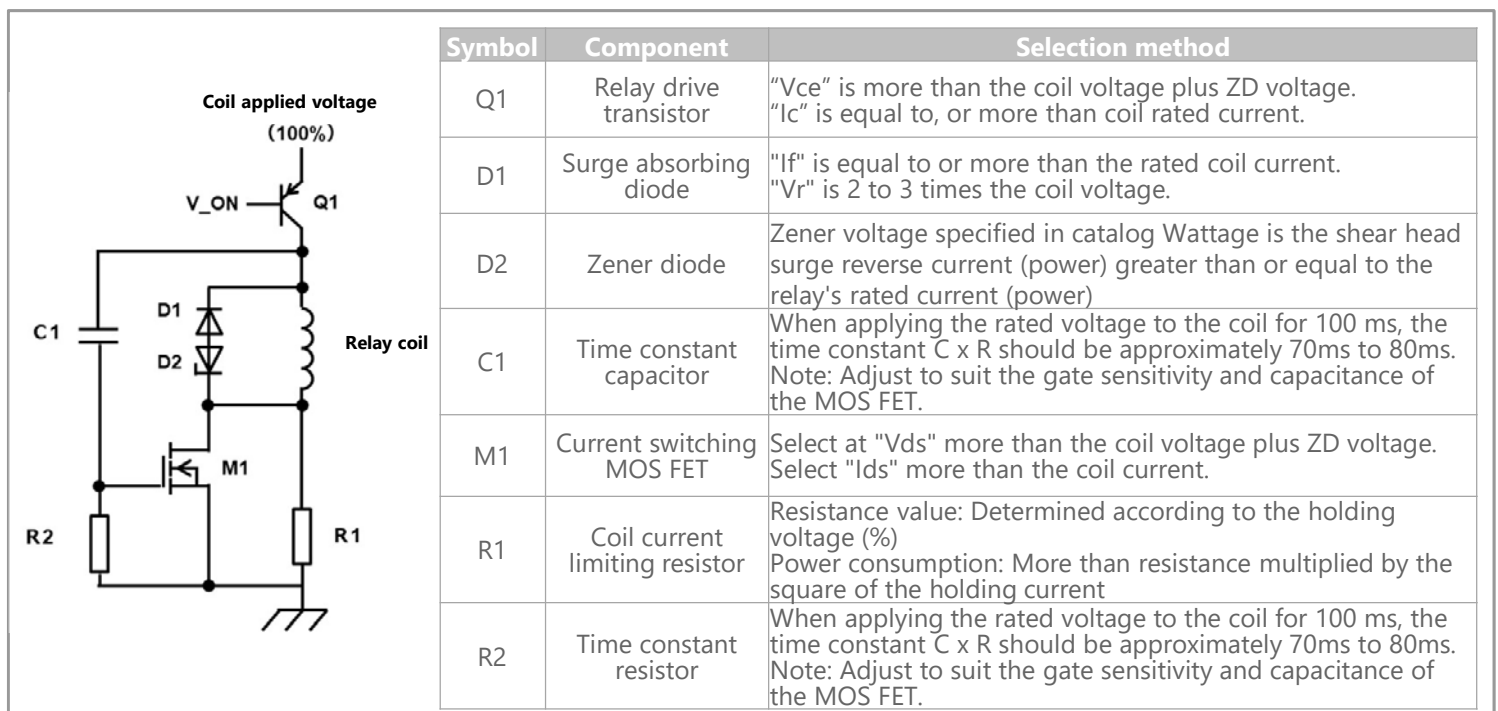 Coil applied voltage
(100%)
V_ON
Q1
C1
D1
D2
Relay coil
M1
R2
R1
Symbol Component Selection method
Q1
Relay drive
transistor
“Vce” is more than the coil voltage plus ZD voltage.
“Ic” is equal to, or more than coil rated current.
D1
Surge absorbing
diode
"If" is equal to or more than the rated coil current.
"Vr" is 2 to 3 times the coil voltage.
D2
Zener diode
Zener voltage specified in catalog Wattage is the shear head
surge reverse current (power) greater than or equal to the
relay's rated current (power)
C1
Time constant
capacitor
When applying the rated voltage to the coil for 100 ms, the
time constant C x R should be approximately 70ms to 80ms.
Note: Adjust to suit the gate sensitivity and capacitance of
the MOS FET.
M1
Current switching
MOS FET
Select at "Vds" more than the coil voltage plus ZD voltage.
Select "Ids" more than the coil current.
R1
Coil current
limiting resistor
Resistance value: Determined according to the holding
voltage (%)
Power consumption: More than resistance multiplied by the
square of the holding current
R2
Time constant
resistor
When applying the rated voltage to the coil for 100 ms, the
time constant C x R should be approximately 70ms to 80ms.
Note: Adjust to suit the gate sensitivity and capacitance of
the MOS FET.